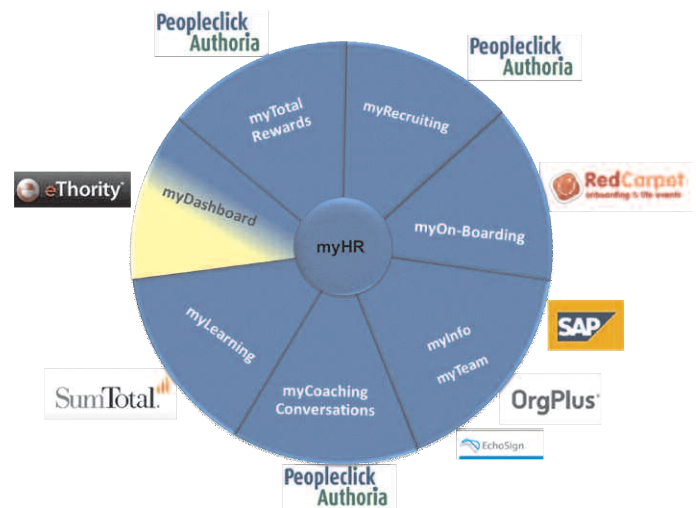 Peopleclick
Authoria
Peopleclick
Authoria
myTotal
Rewards
myRecruiting
eThority
RedCarpet
onboarding & life events
myDashboard
myOn-Boarding
myHR
SAP
myLearning
myInfo
myTeam
SumTotal.
myCoaching
Conversations
OrgPlus
EchoSign
Peopleclick
Authoria